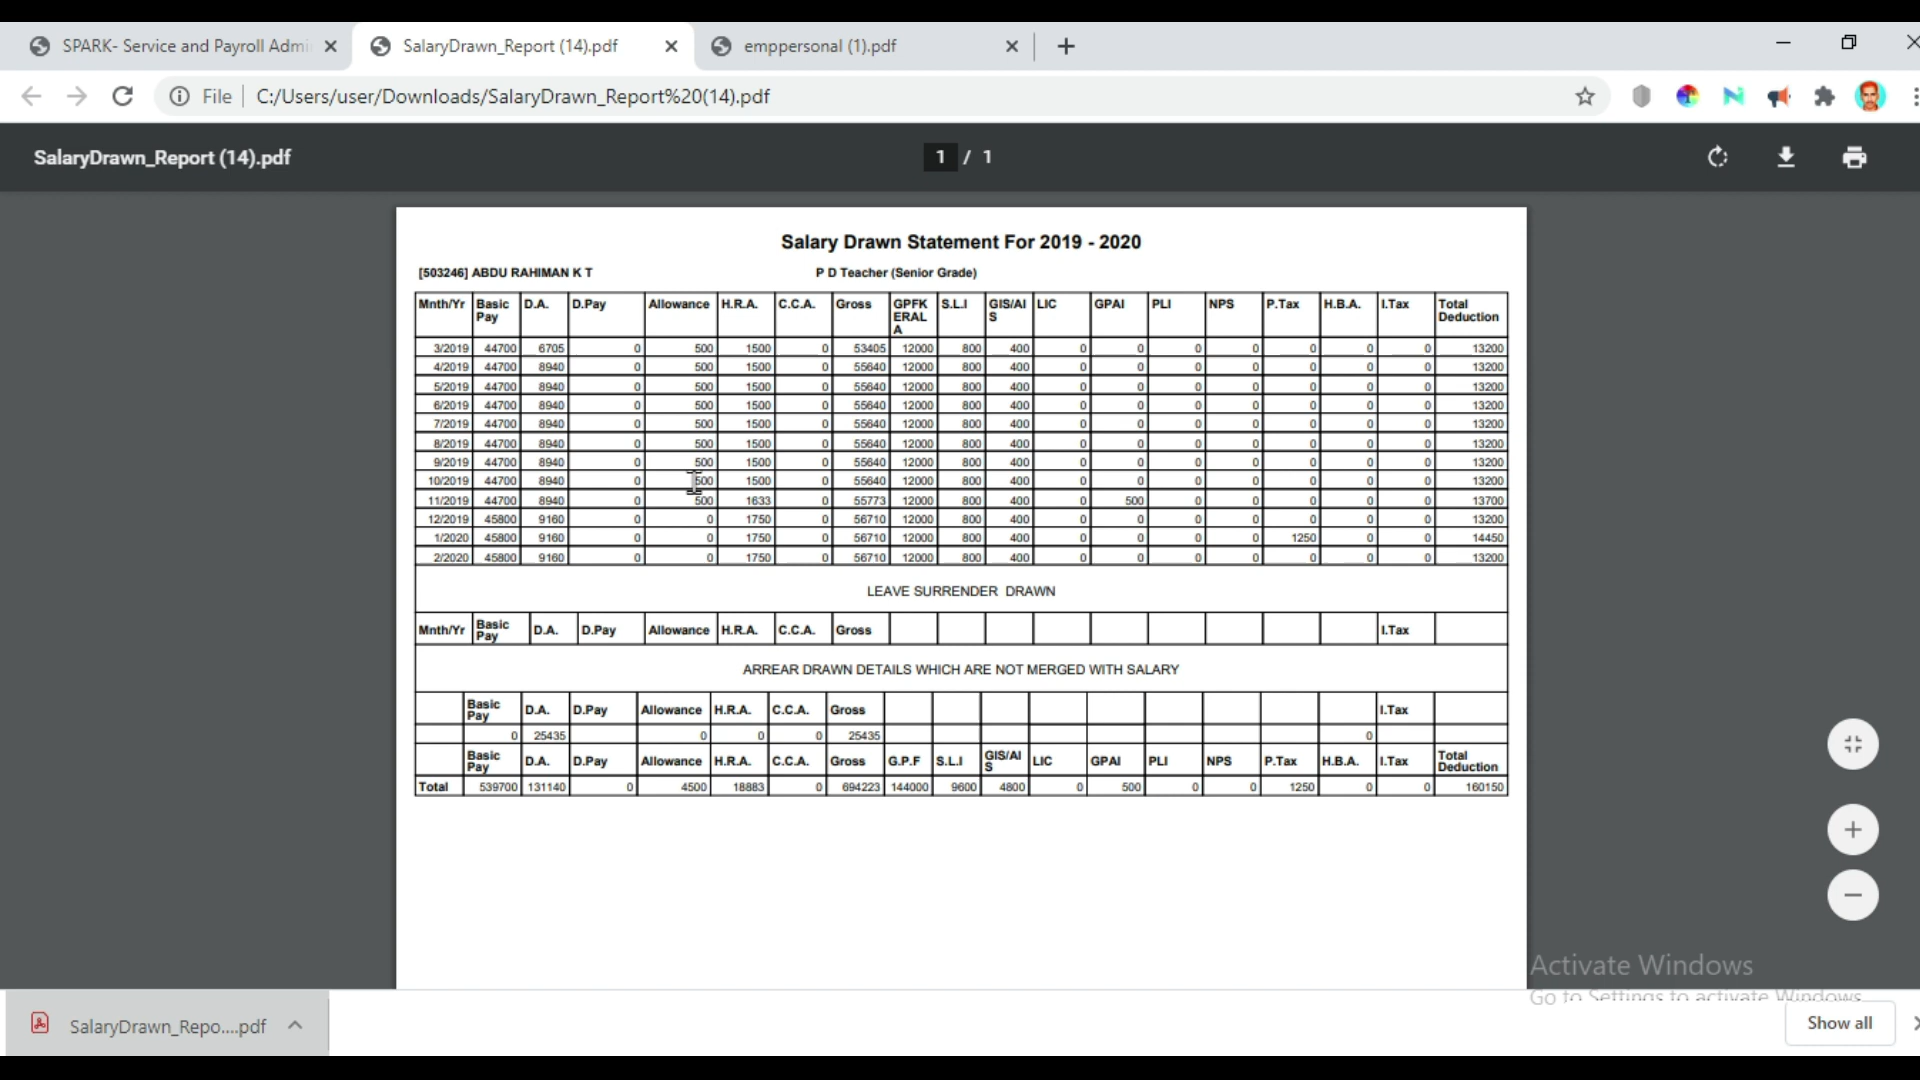 SPARK- Service and Payroll Admi
SalaryDrawn_Report (14).pdf
emppersonal (1).pdf
File C:/Users/user/Downloads/SalaryDrawn_Report%20(14).pdf
SalaryDrawn_Report (14).pdf 1 / 1
Salary Drawn Statement For 2019 - 2020
[503246] ABDU RAHIMAN K T P D Teacher (Senior Grade)
Mnth/Yr Basic Pay D.A. D.Pay Allowance H.R.A. C.C.A. Gross GPFKERALA S.L.I GIS/AIS LIC GPAI PLI NPS P.Tax H.B.A. I.Tax Total Deduction
3/2019 44700 6705 0 500 1500 0 53405 12000 800 400 0 0 0 0 0 0 0 13200
4/2019 44700 8940 0 500 1500 0 55640 12000 800 400 0 0 0 0 0 0 0 13200
5/2019 44700 8940 0 500 1500 0 55640 12000 800 400 0 0 0 0 0 0 0 13200
6/2019 44700 8940 0 500 1500 0 55640 12000 800 400 0 0 0 0 0 0 0 13200
7/2019 44700 8940 0 500 1500 0 55640 12000 800 400 0 0 0 0 0 0 0 13200
8/2019 44700 8940 0 500 1500 0 55640 12000 800 400 0 0 0 0 0 0 0 13200
9/2019 44700 8940 0 500 1500 0 55640 12000 800 400 0 0 0 0 0 0 0 13200
10/2019 44700 8940 0 500 1500 0 55640 12000 800 400 0 0 0 0 0 0 0 13200
11/2019 44700 8940 0 500 1633 0 55773 12000 800 400 0 500 0 0 0 0 0 13700
12/2019 45800 9160 0 0 1750 0 56710 12000 800 400 0 0 0 0 0 0 0 13200
1/2020 45800 9160 0 0 1750 0 56710 12000 800 400 0 0 0 0 1250 0 0 14450
2/2020 45800 9160 0 0 1750 0 56710 12000 800 400 0 0 0 0 0 0 0 13200
LEAVE SURRENDER DRAWN
Mnth/Yr Basic Pay D.A. D.Pay Allowance H.R.A. C.C.A. Gross I.Tax
ARREAR DRAWN DETAILS WHICH ARE NOT MERGED WITH SALARY
Basic Pay D.A. D.Pay Allowance H.R.A. C.C.A. Gross I.Tax
0 25435 0 0 0 25435 0
Basic Pay D.A. D.Pay Allowance H.R.A. C.C.A. Gross G.P.F S.L.I GIS/AIS LIC GPAI PLI NPS P.Tax H.B.A. I.Tax Total Deduction
Total 539700 131140 0 4500 18883 0 694223 144000 9600 4800 0 500 0 0 1250 0 0 160150
Activate Windows
Go to Settings to activate Windows.
SalaryDrawn_Repo....pdf
Show all